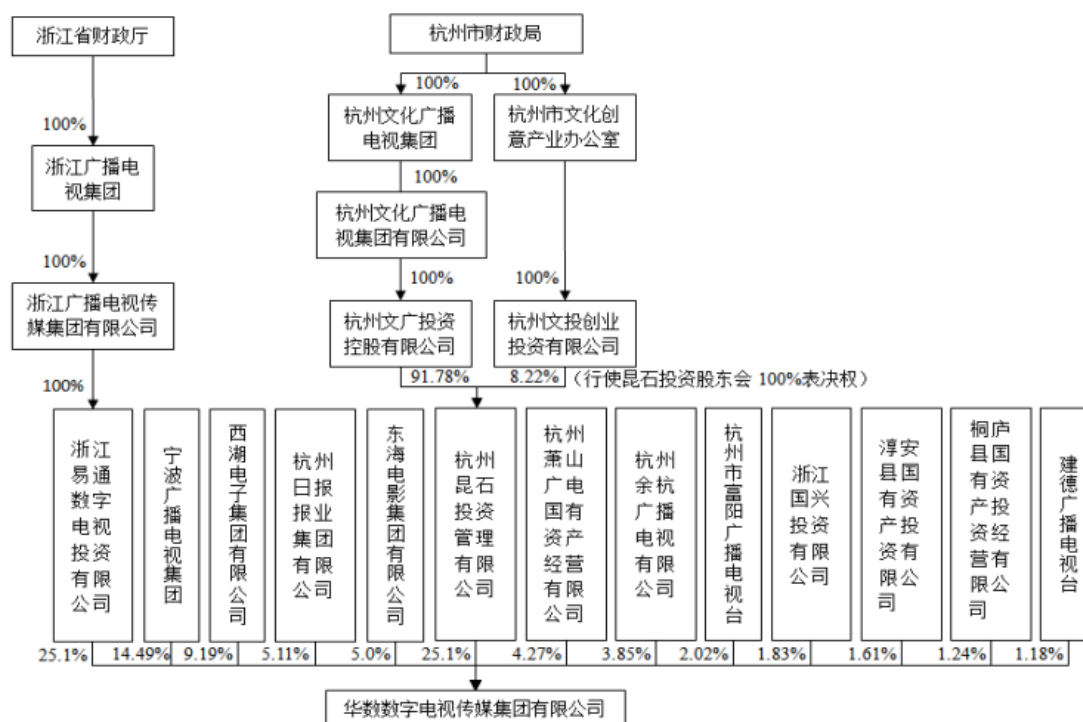 浙江省财政厅
杭州市财政局
100%
100%
杭州文化广播
电视集团
杭州市文化创
意产业办公室
100%
浙江广播电
视集团
100%
杭州文化广播电
视集团有限公司
100%
100%
100%
浙江广播电视传
媒集团有限公司
杭州文广投资
控股有限公司
杭州文投创业
投资有限公司
100%
91.78%
8.22%
（行使昆石投资股东会 100%表决权）
浙江易通数字电视投资有限公司
宁波广播电视集团
西湖电子集团有限公司
杭州日报报业集团有限公司
东海电影集团有限公司
杭州昆石投资管理有限公司
杭州萧山广电国有资产经营有限公司
杭州余杭广播电视有限公司
杭州市富阳广播电视台
浙江国兴投资有限公司
淳安县国有资产投资有限公司
桐庐县国有资产投资经营有限公司
建德广播电视台
25.1%
14.49%
9.19%
5.11%
5.0%
25.1%
4.27%
3.85%
2.02%
1.83%
1.61%
1.24%
1.18%
华数数字电视传媒集团有限公司